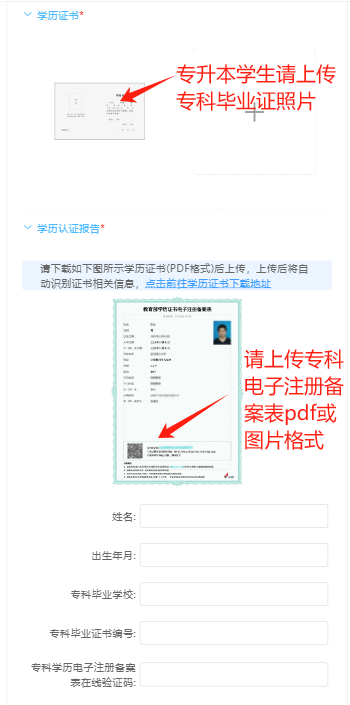 学历证书*
专升本学生请上传
专科毕业证照片
学历认证报告*
请下载如下图所示学历证书(PDF格式)后上传，上传后将自
动识别证书相关信息，点击前往学历证书下载地址
教育部学历证书电子注册备案表
请上传专科
电子注册备
案表pdf或
图片格式
姓名:
出生年月:
专科毕业学校:
专科毕业证书编号:
专科学历电子注册备案
表在线验证码: